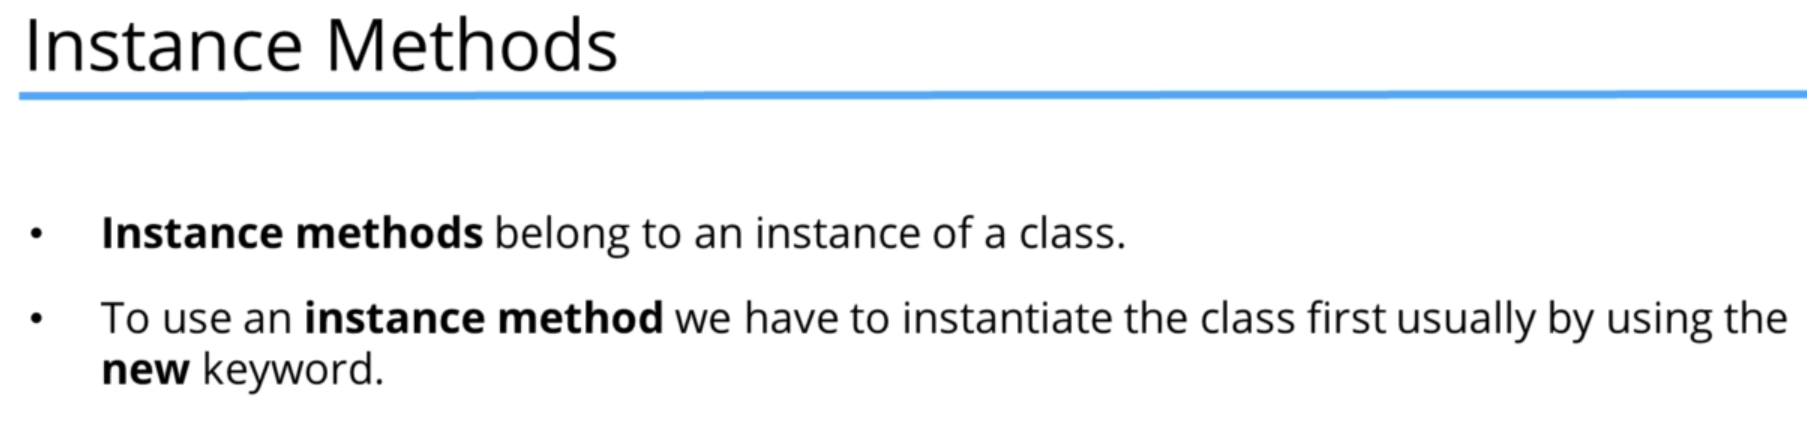 Instance Methods
• Instance methods belong to an instance of a class.
• To use an instance method we have to instantiate the class first usually by using the
new keyword.